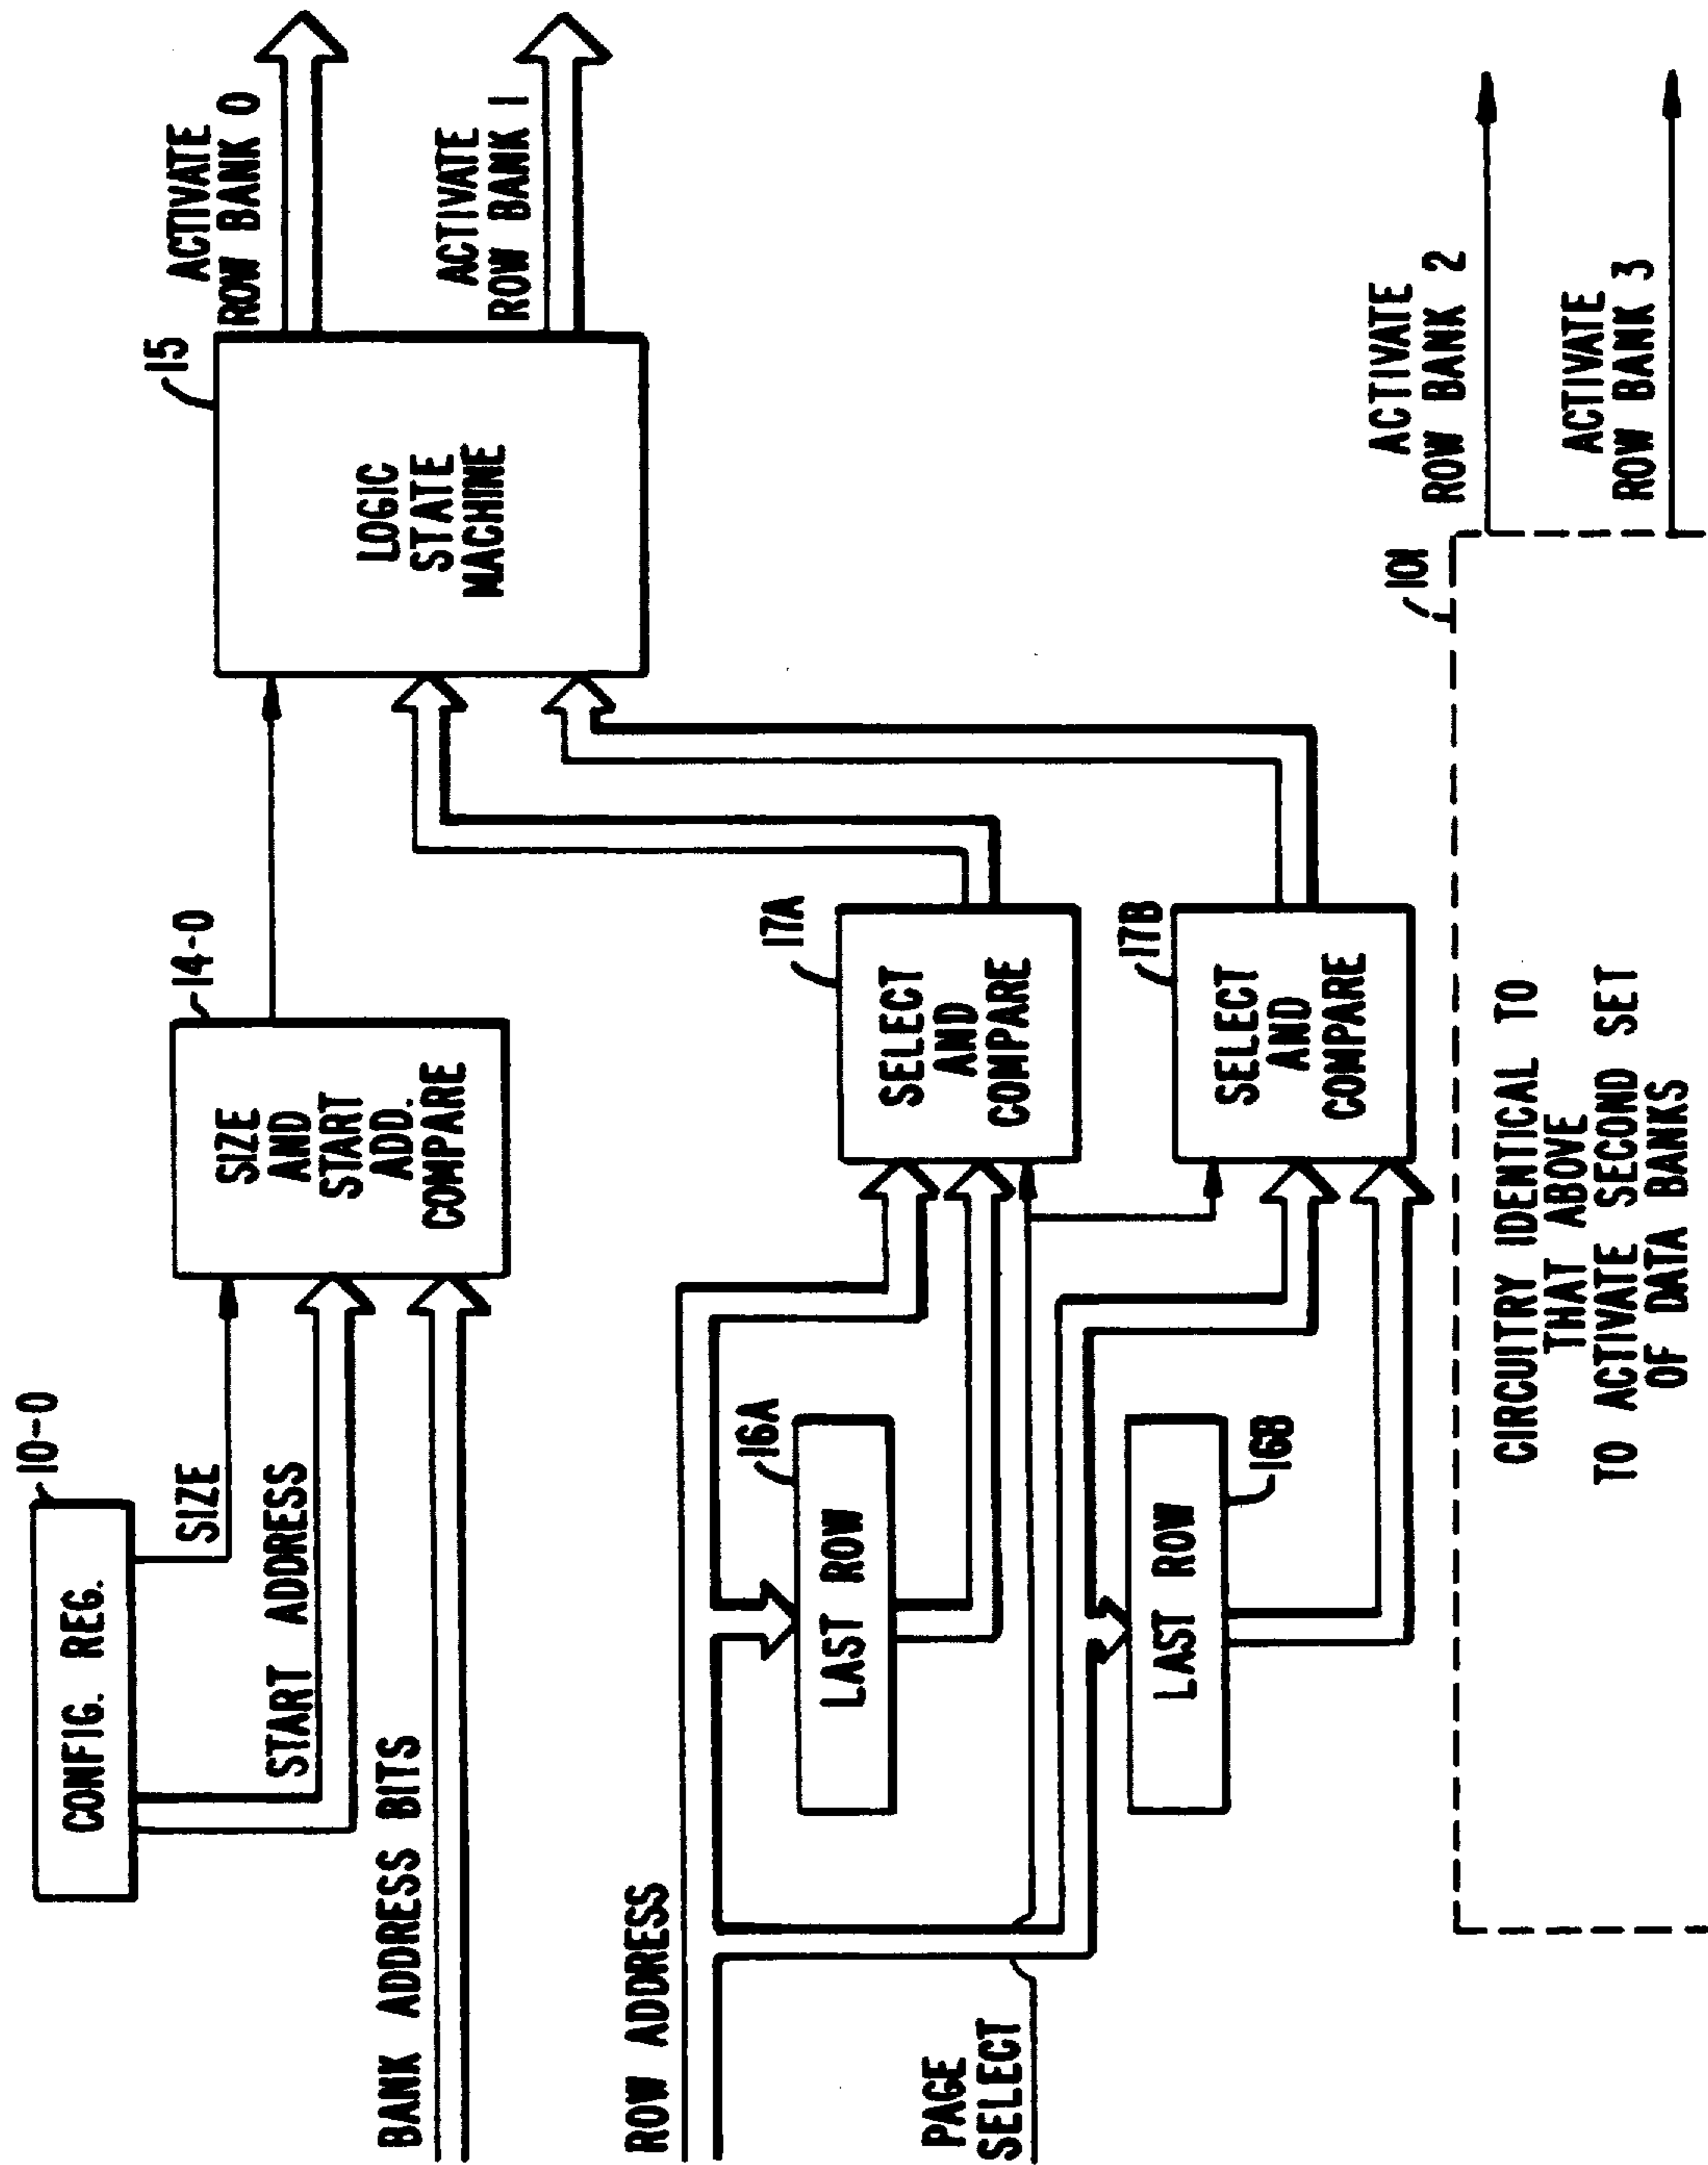 10-0
CONFIG. REG.
SIZE
START ADDRESS
BANK ADDRESS BITS
14-0
SIZE
AND
START
ADD.
COMPARE
15
LOGIC
STATE
MACHINE
ACTIVATE
ROW BANK 0
ACTIVATE
ROW BANK 1
ROW ADDRESS
16A
LAST ROW
17A
SELECT
AND
COMPARE
PAGE
SELECT
LAST ROW
16B
17B
SELECT
AND
COMPARE
101
CIRCUITRY IDENTICAL TO
THAT ABOVE
TO ACTIVATE SECOND SET
OF DATA BANKS
ACTIVATE
ROW BANK 2
ACTIVATE
ROW BANK 3